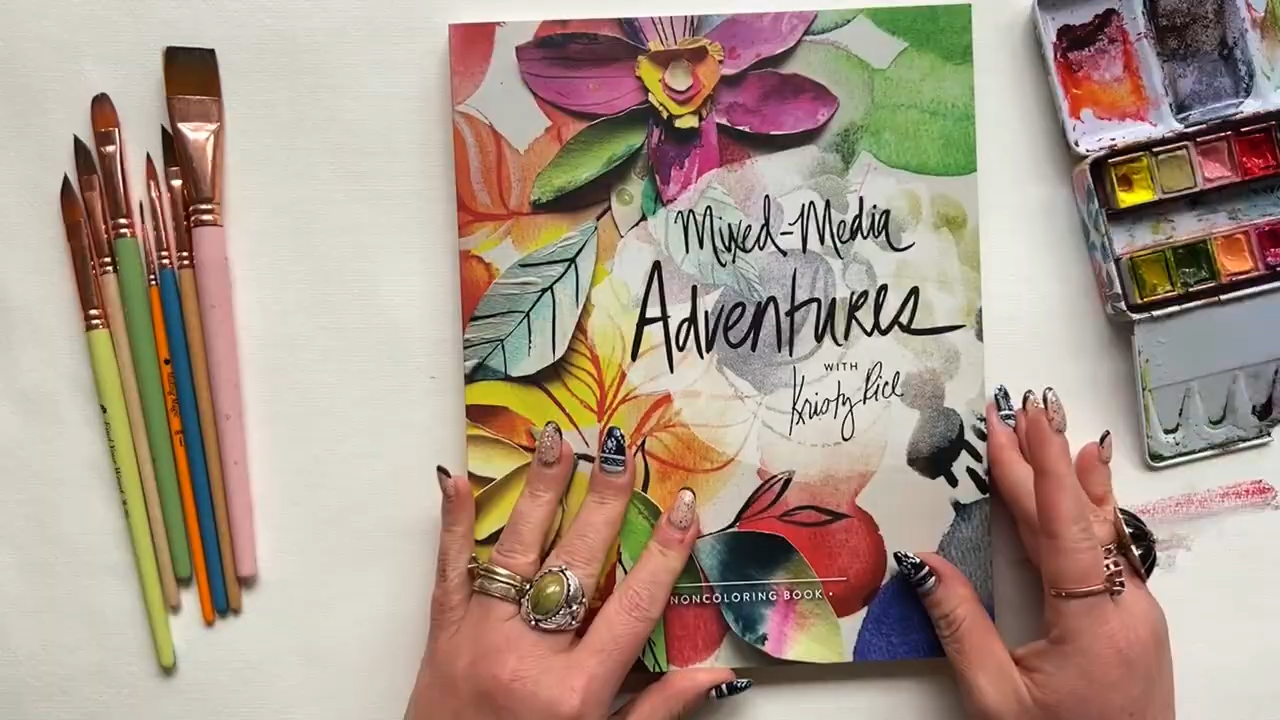 Mixed-Media
Adventures
WITH
Kristy Rice
NONCOLORING BOOK